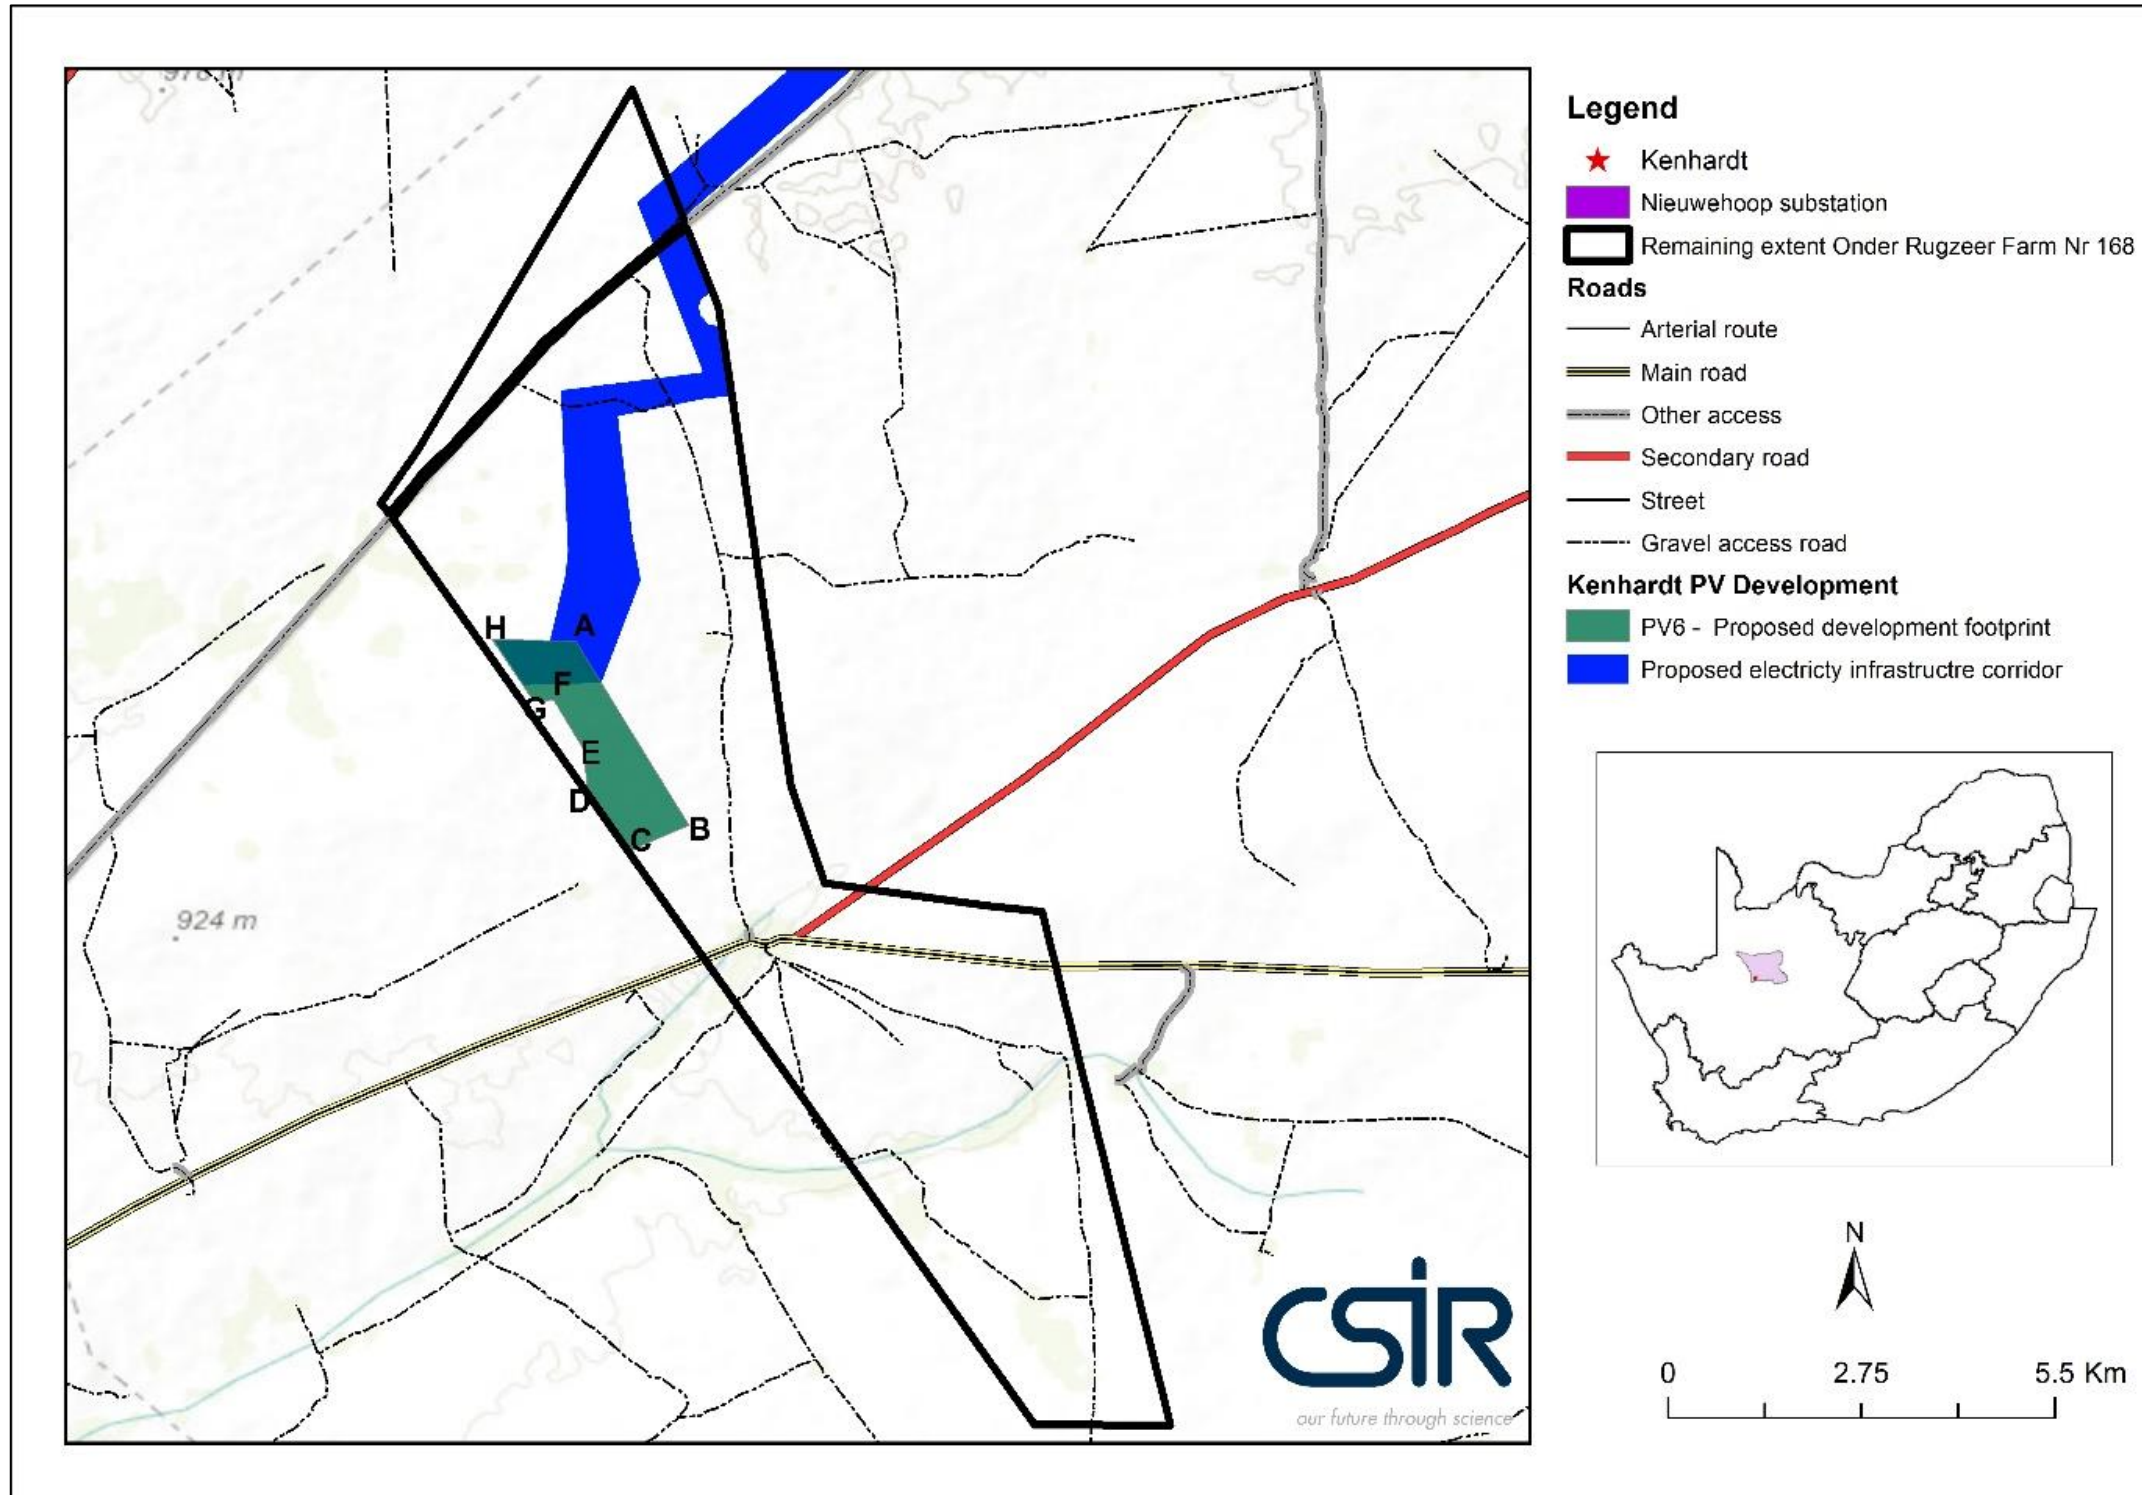 978 m
H
A
F
G
E
D
B
C
924 m
CSIR
our future through science
Legend
Kenhardt
Nieuwehoop substation
Remaining extent Onder Rugzeer Farm Nr 168
Roads
Arterial route
Main road
Other access
Secondary road
Street
Gravel access road
Kenhardt PV Development
PV6 - Proposed development footprint
Proposed electricty infrastructre corridor
N
0 2.75 5.5 Km